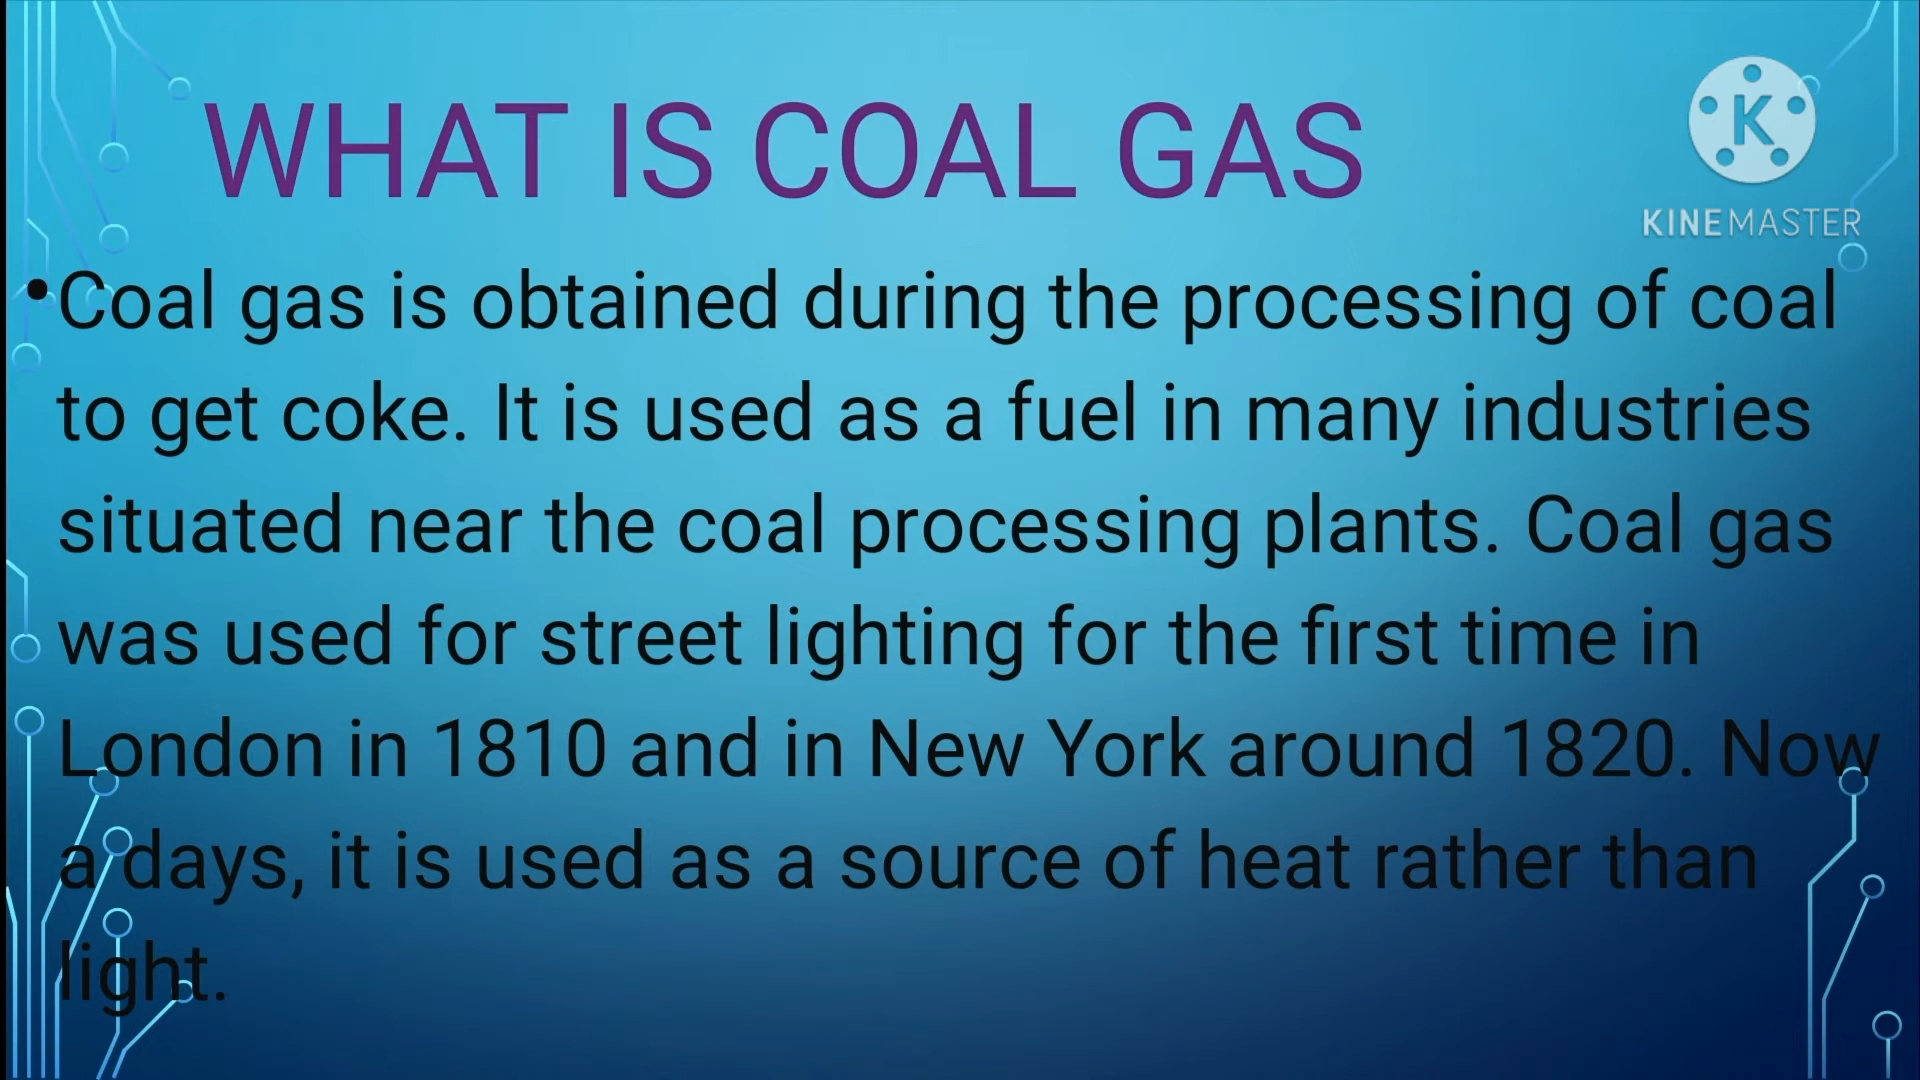 WHAT IS COAL GAS
K
KINEMASTER
•Coal gas is obtained during the processing of coal
to get coke. It is used as a fuel in many industries
situated near the coal processing plants. Coal gas
was used for street lighting for the first time in
London in 1810 and in New York around 1820. Now
a days, it is used as a source of heat rather than
light.